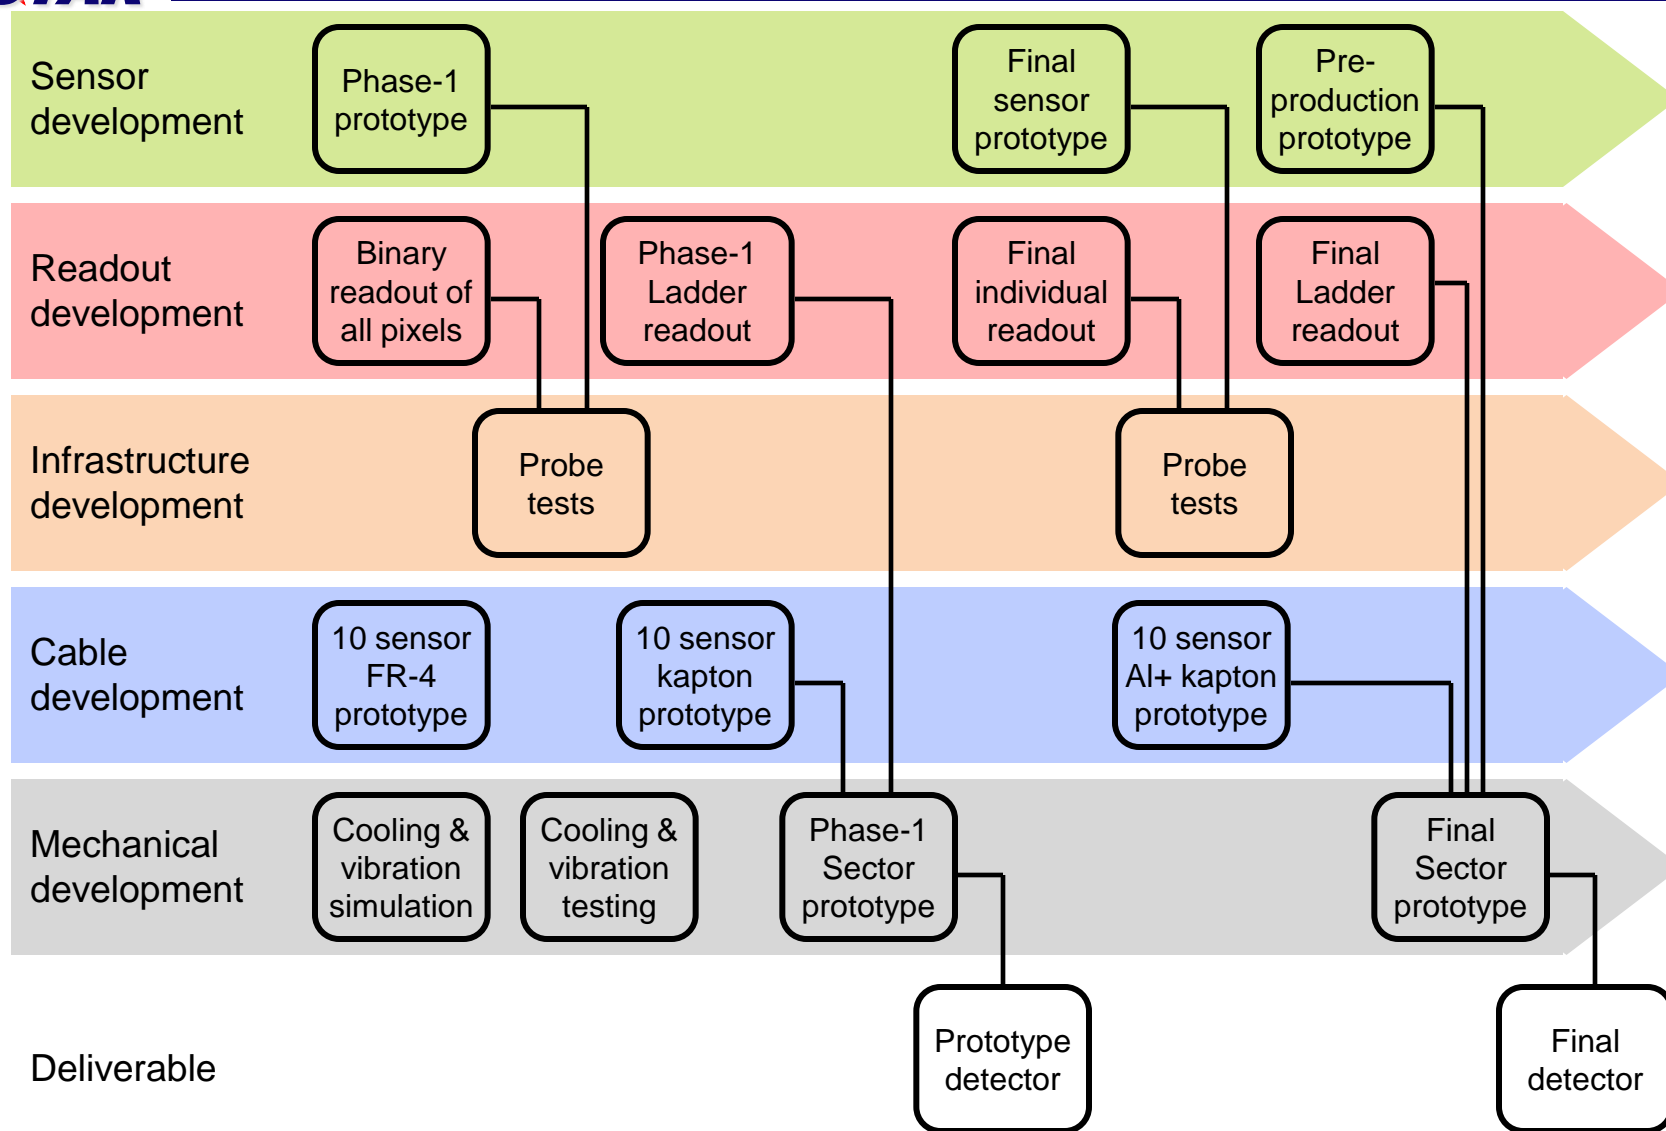 Sensor
development
Phase-1
prototype
Final
sensor
prototype
Pre-
production
prototype
Readout
development
Binary
readout of
all pixels
Phase-1
Ladder
readout
Final
individual
readout
Final
Ladder
readout
Infrastructure
development
Probe
tests
Probe
tests
Cable
development
10 sensor
FR-4
prototype
10 sensor
kapton
prototype
10 sensor
Al+ kapton
prototype
Mechanical
development
Cooling &
vibration
simulation
Cooling &
vibration
testing
Phase-1
Sector
prototype
Final
Sector
prototype
Deliverable
Prototype
detector
Final
detector